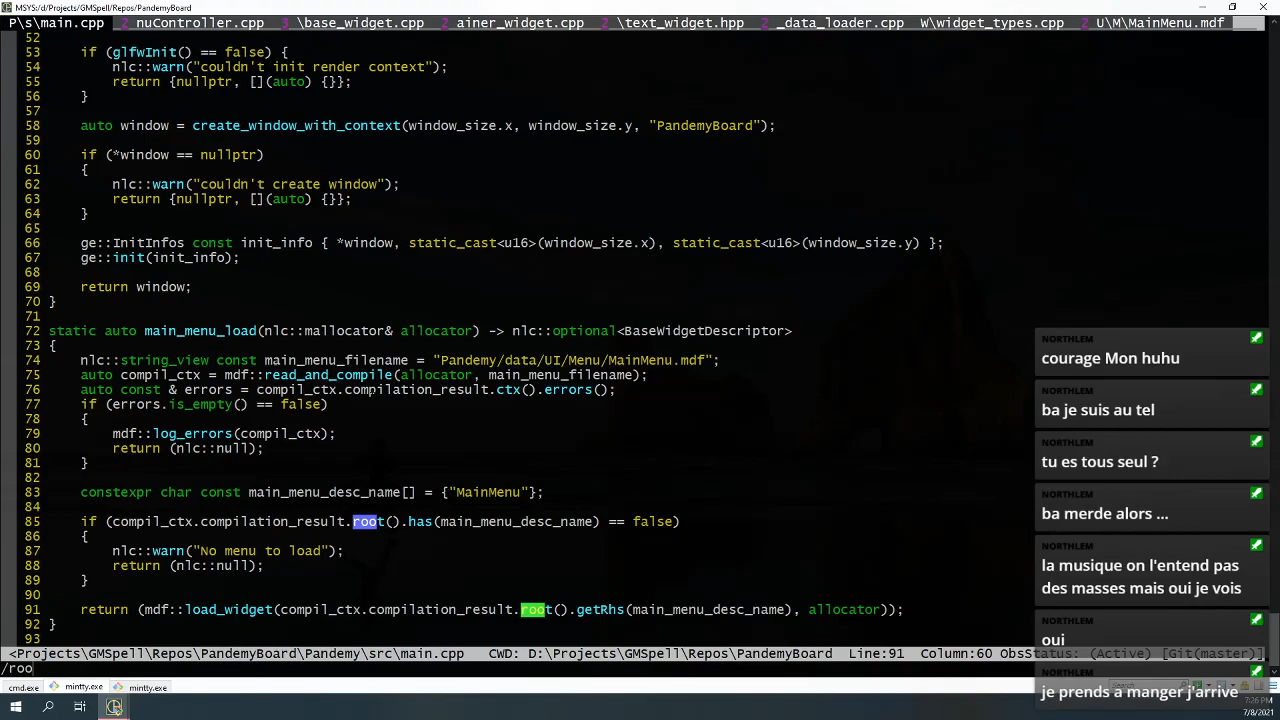 MSYS:/d/Projects/GMSpell/Repos/PandemyBoard
P\s\main.cpp 2 nuController.cpp 3 \base_widget.cpp 2 ainer_widget.cpp 2 \text_widget.hpp 2 _data_loader.cpp W\widget_types.cpp 2 U\M\MainMenu.mdf
52
53 if (glfwInit() == false) {
54 nlc::warn("couldn't init render context");
55 return {nullptr, [](auto) {}};
56 }
57
58 auto window = create_window_with_context(window_size.x, window_size.y, "PandemyBoard");
59
60 if (*window == nullptr)
61 {
62 nlc::warn("couldn't create window");
63 return {nullptr, [](auto) {}};
64 }
65
66 ge::InitInfos const init_info { *window, static_cast<u16>(window_size.x), static_cast<u16>(window_size.y) };
67 ge::init(init_info);
68
69 return window;
70 }
71
72 static auto main_menu_load(nlc::mallocator& allocator) -> nlc::optional<BaseWidgetDescriptor>
73 {
74 nlc::string_view const main_menu_filename = "Pandemy/data/UI/Menu/MainMenu.mdf";
75 auto compil_ctx = mdf::read_and_compile(allocator, main_menu_filename);
76 auto const & errors = compil_ctx.compilation_result.ctx().errors();
77 if (errors.is_empty() == false)
78 {
79 mdf::log_errors(compil_ctx);
80 return (nlc::null);
81 }
82
83 constexpr char const main_menu_desc_name[] = {"MainMenu"};
84
85 if (compil_ctx.compilation_result.root().has(main_menu_desc_name) == false)
86 {
87 nlc::warn("No menu to load");
88 return (nlc::null);
89 }
90
91 return (mdf::load_widget(compil_ctx.compilation_result.root().getRhs(main_menu_desc_name), allocator));
92 }
93
<Projects\GMSpell\Repos\PandemyBoard\Pandemy\src\main.cpp CWD: D:\Projects\GMSpell\Repos\PandemyBoard Line:91 Column:60 ObsStatus: (Active) [Git(master)]
/roo
NORTHLEM
courage Mon huhu
NORTHLEM
ba je suis au tel
NORTHLEM
tu es tous seul ?
NORTHLEM
ba merde alors ...
NORTHLEM
la musique on l'entend pas
des masses mais oui je vois
NORTHLEM
oui
NORTHLEM
je prends a manger j'arrive
cmd.exe mintty.exe mintty.exe
7:26 PM
7/8/2021